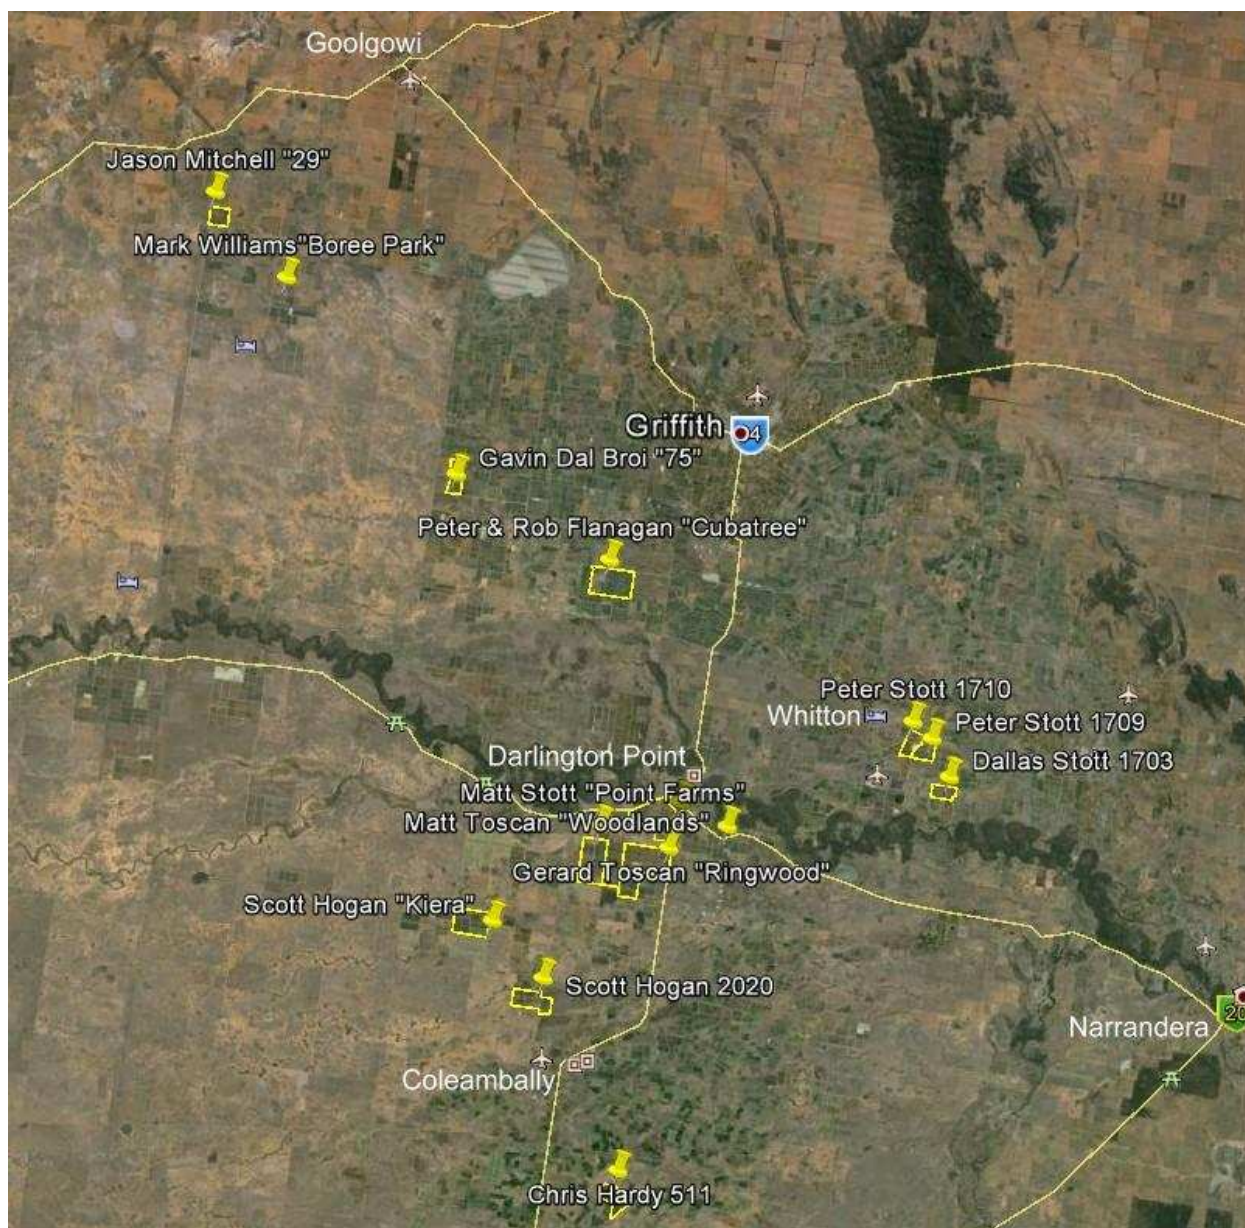 Goolgowi
Jason Mitchell "29"
Mark Williams"Boree Park"
Griffith
94
Gavin Dal Broi "75"
Peter & Rob Flanagan "Cubatree"
Peter Stott 1710
Whitton
Peter Stott 1709
Darlington Point
Dallas Stott 1703
Matt Stott "Point Farms"
Matt Toscan "Woodlands"
Gerard Toscan "Ringwood"
Scott Hogan "Kiera"
Scott Hogan 2020
20
Narrandera
Coleambally
Chris Hardy 511